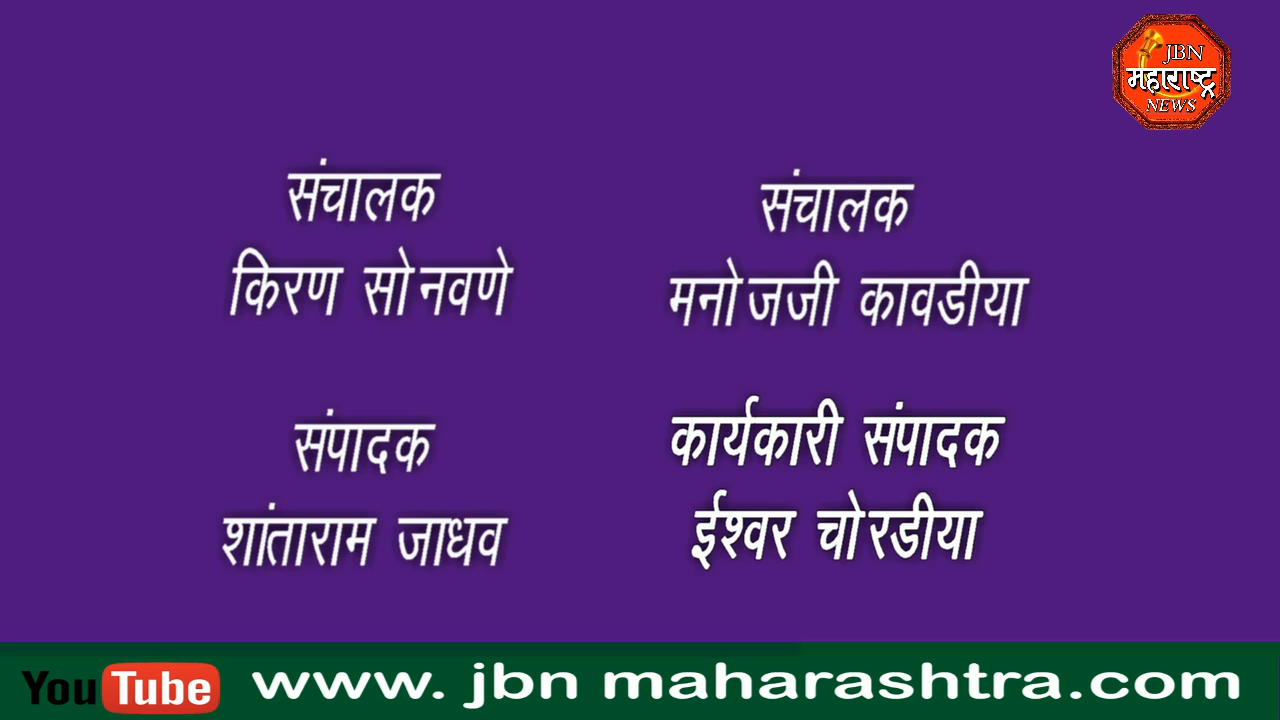 JBN
महाराष्ट्र
NEWS
संचालक
किरण सोनवणे
संचालक
मनोजजी कावडीया
संपादक
शांताराम जाधव
कार्यकारी संपादक
ईश्वर चोरडीया
YouTube www. jbn maharashtra.com